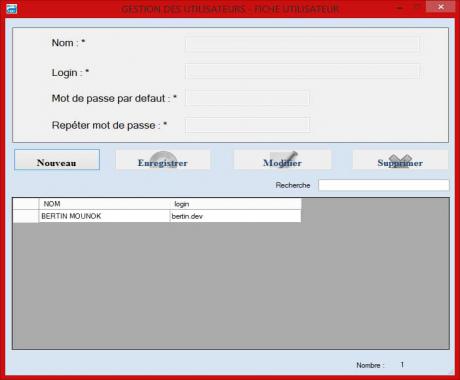 GESTION DES UTILISATEURS - FICHE UTILISATEUR
Nom : *
Login : *
Mot de passe par defaut : *
Repéter mot de passe : *
Nouveau Enregistrer Modifier Supprimer
Recherche
NOM login
BERTIN MOUNOK bertin.dev
Nombre : 1